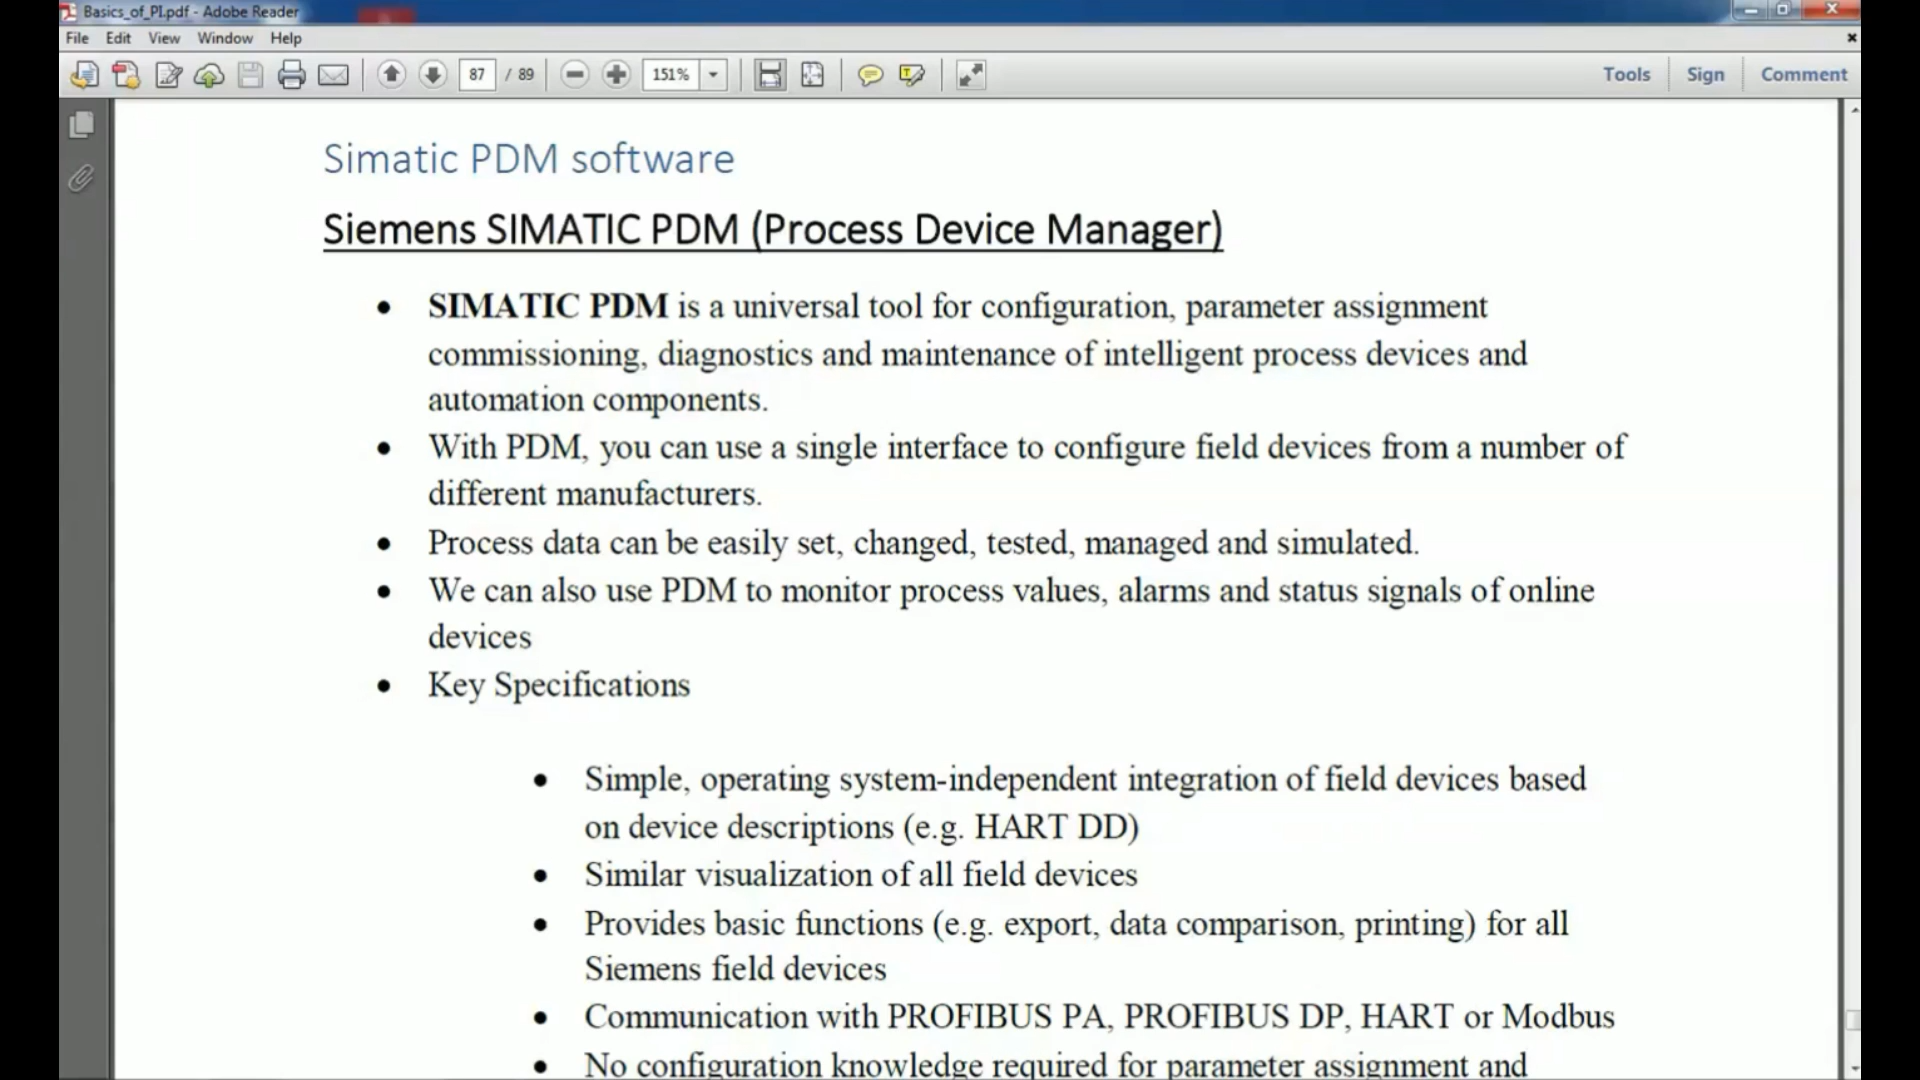 Basics_of_PI.pdf - Adobe Reader
File Edit View Window Help
87 / 89 151% Tools Sign Comment
Simatic PDM software
Siemens SIMATIC PDM (Process Device Manager)
• SIMATIC PDM is a universal tool for configuration, parameter assignment
commissioning, diagnostics and maintenance of intelligent process devices and
automation components.
• With PDM, you can use a single interface to configure field devices from a number of
different manufacturers.
• Process data can be easily set, changed, tested, managed and simulated.
• We can also use PDM to monitor process values, alarms and status signals of online
devices
• Key Specifications
• Simple, operating system-independent integration of field devices based
on device descriptions (e.g. HART DD)
• Similar visualization of all field devices
• Provides basic functions (e.g. export, data comparison, printing) for all
Siemens field devices
• Communication with PROFIBUS PA, PROFIBUS DP, HART or Modbus
• No configuration knowledge required for parameter assignment and